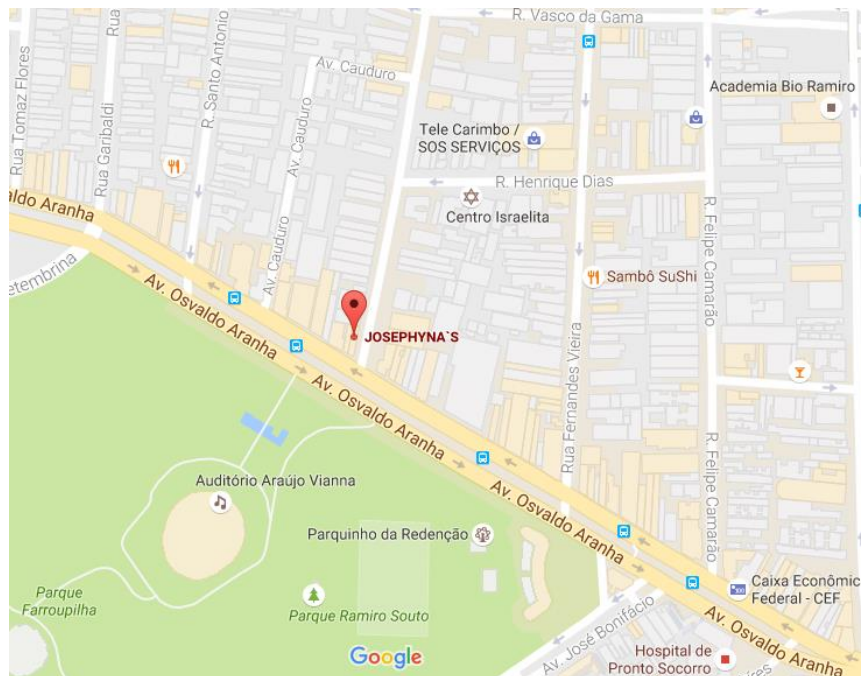 R. Vasco da Gama
Rua Tomaz Flores
Rua Garibaldi
R. Santo Antonio
Av. Cauduro
Av. Cauduro
Av. Cauduro
Academia Bio Ramiro
Tele Carimbo /
SOS SERVIÇOS
R. Henrique Dias
Centro Israelita
R. Felipe Camarão
Sambô SuShi
aldo Aranha
etembrina
Av. Osvaldo Aranha
JOSEPHYNA`S
Av. Osvaldo Aranha
Rua Fernandes Vieira
R. Felipe Camarão
Auditório Araújo Vianna
Av. Osvaldo Aranha
Parquinho da Redenção
Parque
Farroupilha
Parque Ramiro Souto
Caixa Econômic
Federal - CEF
Av. José Bonifácio
Av. Osvaldo Aranha
Google
Hospital de
Pronto Socorro